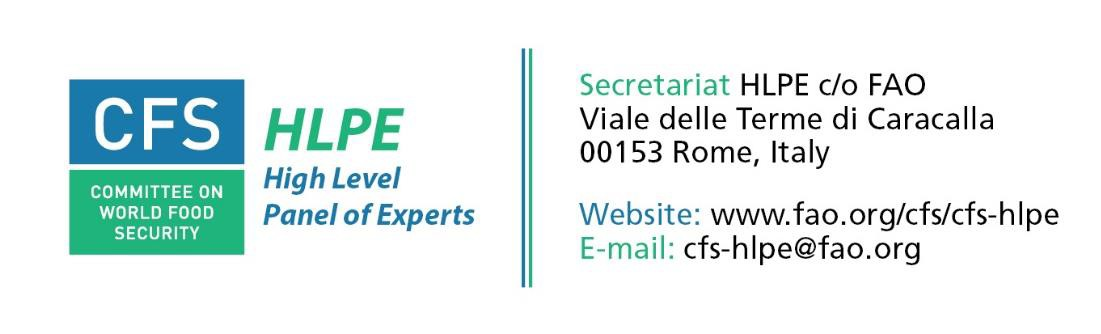 CFS
COMMITTEE ON
WORLD FOOD
SECURITY
HLPE
High Level
Panel of Experts
Secretariat HLPE c/o FAO
Viale delle Terme di Caracalla
00153 Rome, Italy
Website: www.fao.org/cfs/cfs-hlpe
E-mail: cfs-hlpe@fao.org